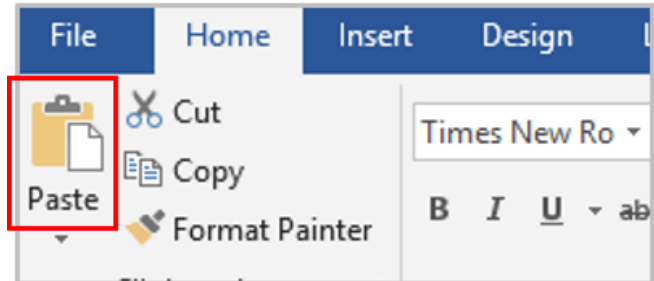 File Home Insert Design
Cut
Times New Ro
Copy
Paste
B I U ab
Format Painter